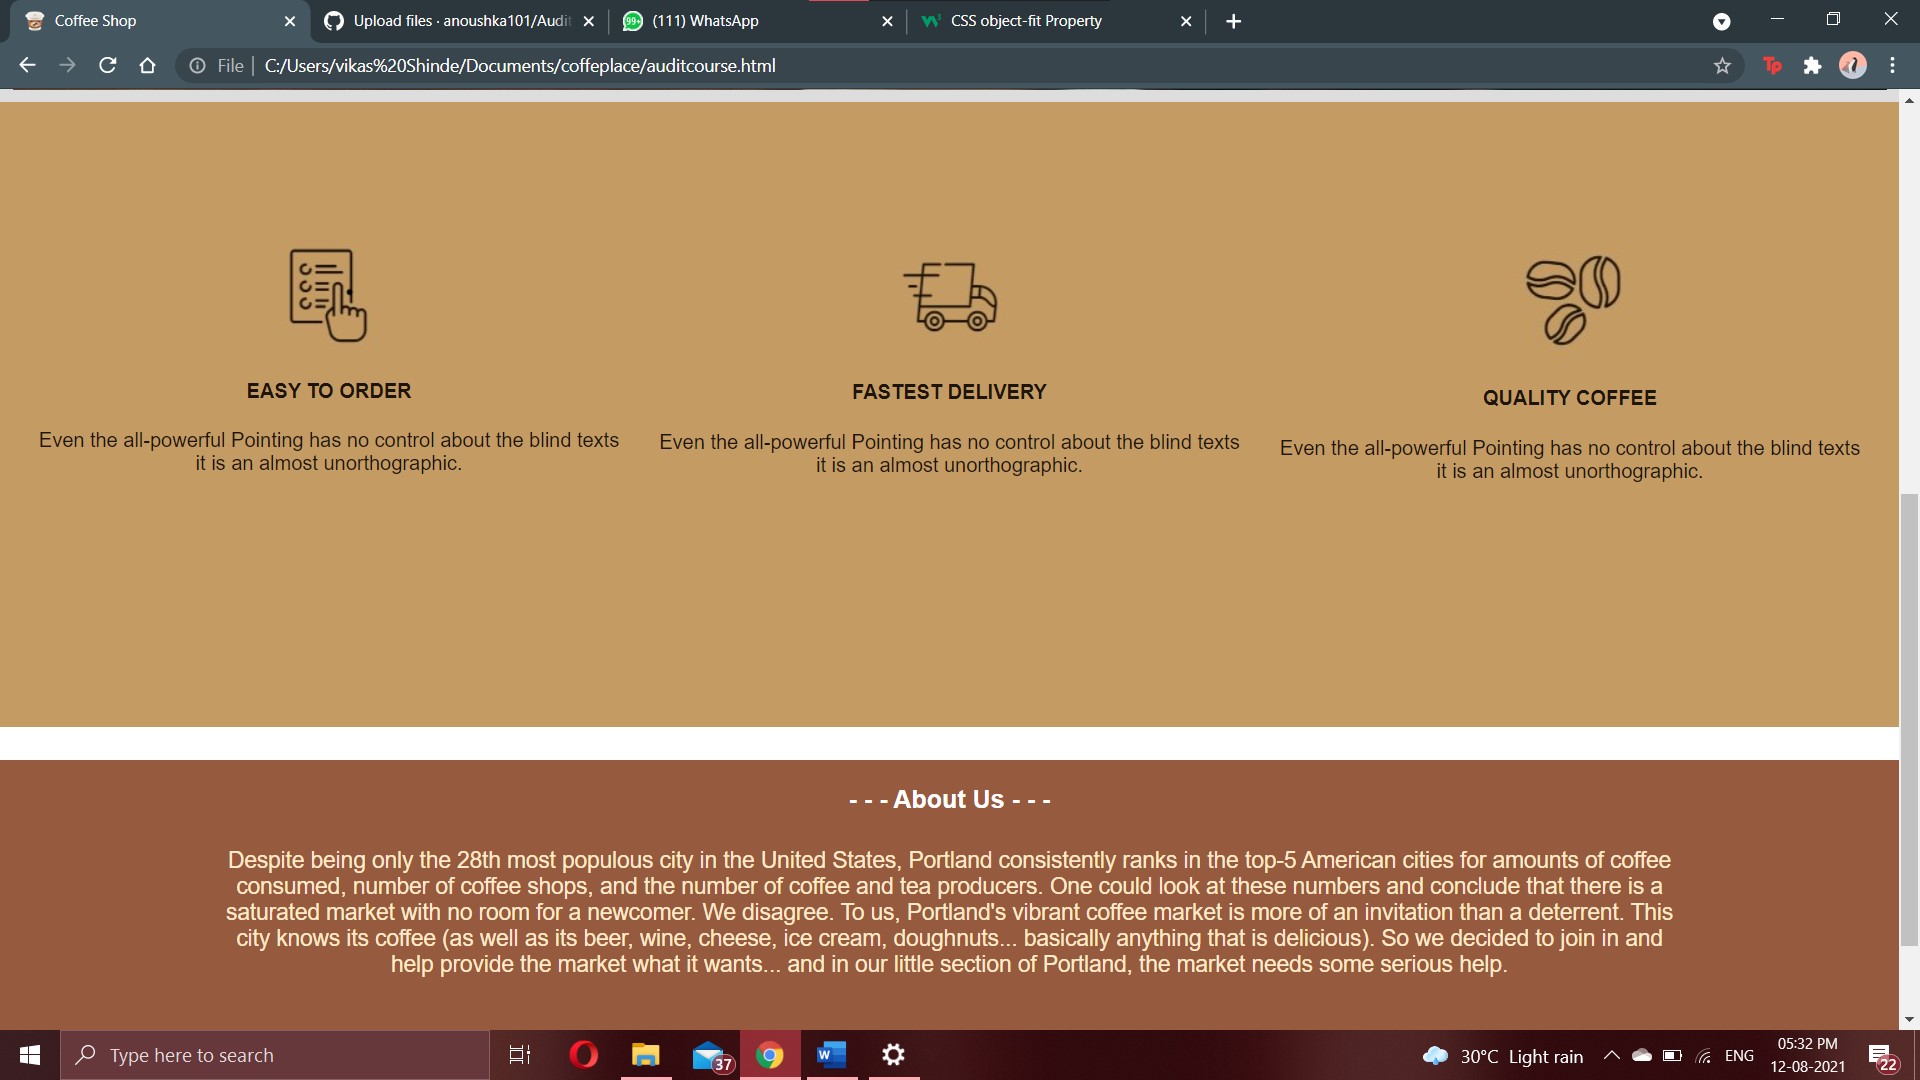 Coffee Shop
Upload files · anoushka101/Audit
99+
(111) WhatsApp
CSS object-fit Property
File
C:/Users/vikas%20Shinde/Documents/coffeplace/auditcourse.html
Tp
EASY TO ORDER
Even the all-powerful Pointing has no control about the blind texts
it is an almost unorthographic.
FASTEST DELIVERY
Even the all-powerful Pointing has no control about the blind texts
it is an almost unorthographic.
QUALITY COFFEE
Even the all-powerful Pointing has no control about the blind texts
it is an almost unorthographic.
- - - About Us - - -
Despite being only the 28th most populous city in the United States, Portland consistently ranks in the top-5 American cities for amounts of coffee
consumed, number of coffee shops, and the number of coffee and tea producers. One could look at these numbers and conclude that there is a
saturated market with no room for a newcomer. We disagree. To us, Portland's vibrant coffee market is more of an invitation than a deterrent. This
city knows its coffee (as well as its beer, wine, cheese, ice cream, doughnuts... basically anything that is delicious). So we decided to join in and
help provide the market what it wants... and in our little section of Portland, the market needs some serious help.
Type here to search
37
W
30°C Light rain
ENG
05:32 PM
12-08-2021
22